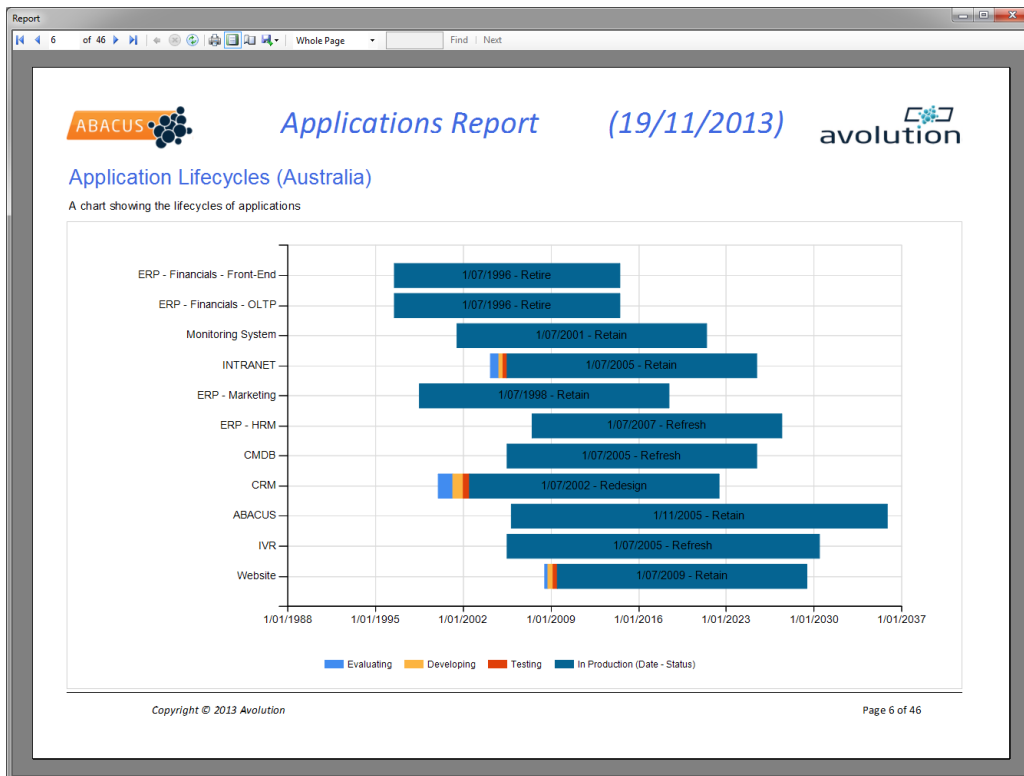 Report
6 of 46 Whole Page Find Next
ABACUS
Applications Report (19/11/2013)
avolution
Application Lifecycles (Australia)
A chart showing the lifecycles of applications
ERP - Financials - Front-End 1/07/1996 - Retire
ERP - Financials - OLTP 1/07/1996 - Retire
Monitoring System 1/07/2001 - Retain
INTRANET 1/07/2005 - Retain
ERP - Marketing 1/07/1998 - Retain
ERP - HRM 1/07/2007 - Refresh
CMDB 1/07/2005 - Refresh
CRM 1/07/2002 - Redesign
ABACUS 1/11/2005 - Retain
IVR 1/07/2005 - Refresh
Website 1/07/2009 - Retain
1/01/1988 1/01/1995 1/01/2002 1/01/2009 1/01/2016 1/01/2023 1/01/2030 1/01/2037
Evaluating Developing Testing In Production (Date - Status)
Copyright © 2013 Avolution Page 6 of 46